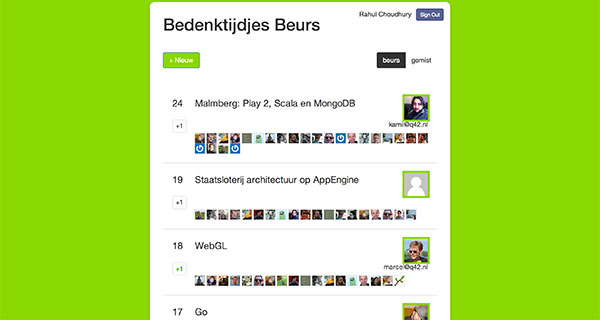 Rahul Choudhury Sign Out
Bedenktijdjes Beurs
+ Nieuw beurs gemist
24 Malmberg: Play 2, Scala en MongoDB
+1
kamil@q42.nl
19 Staatsloterij architectuur op AppEngine
+1
18 WebGL
+1
marcel@q42.nl
17 Go